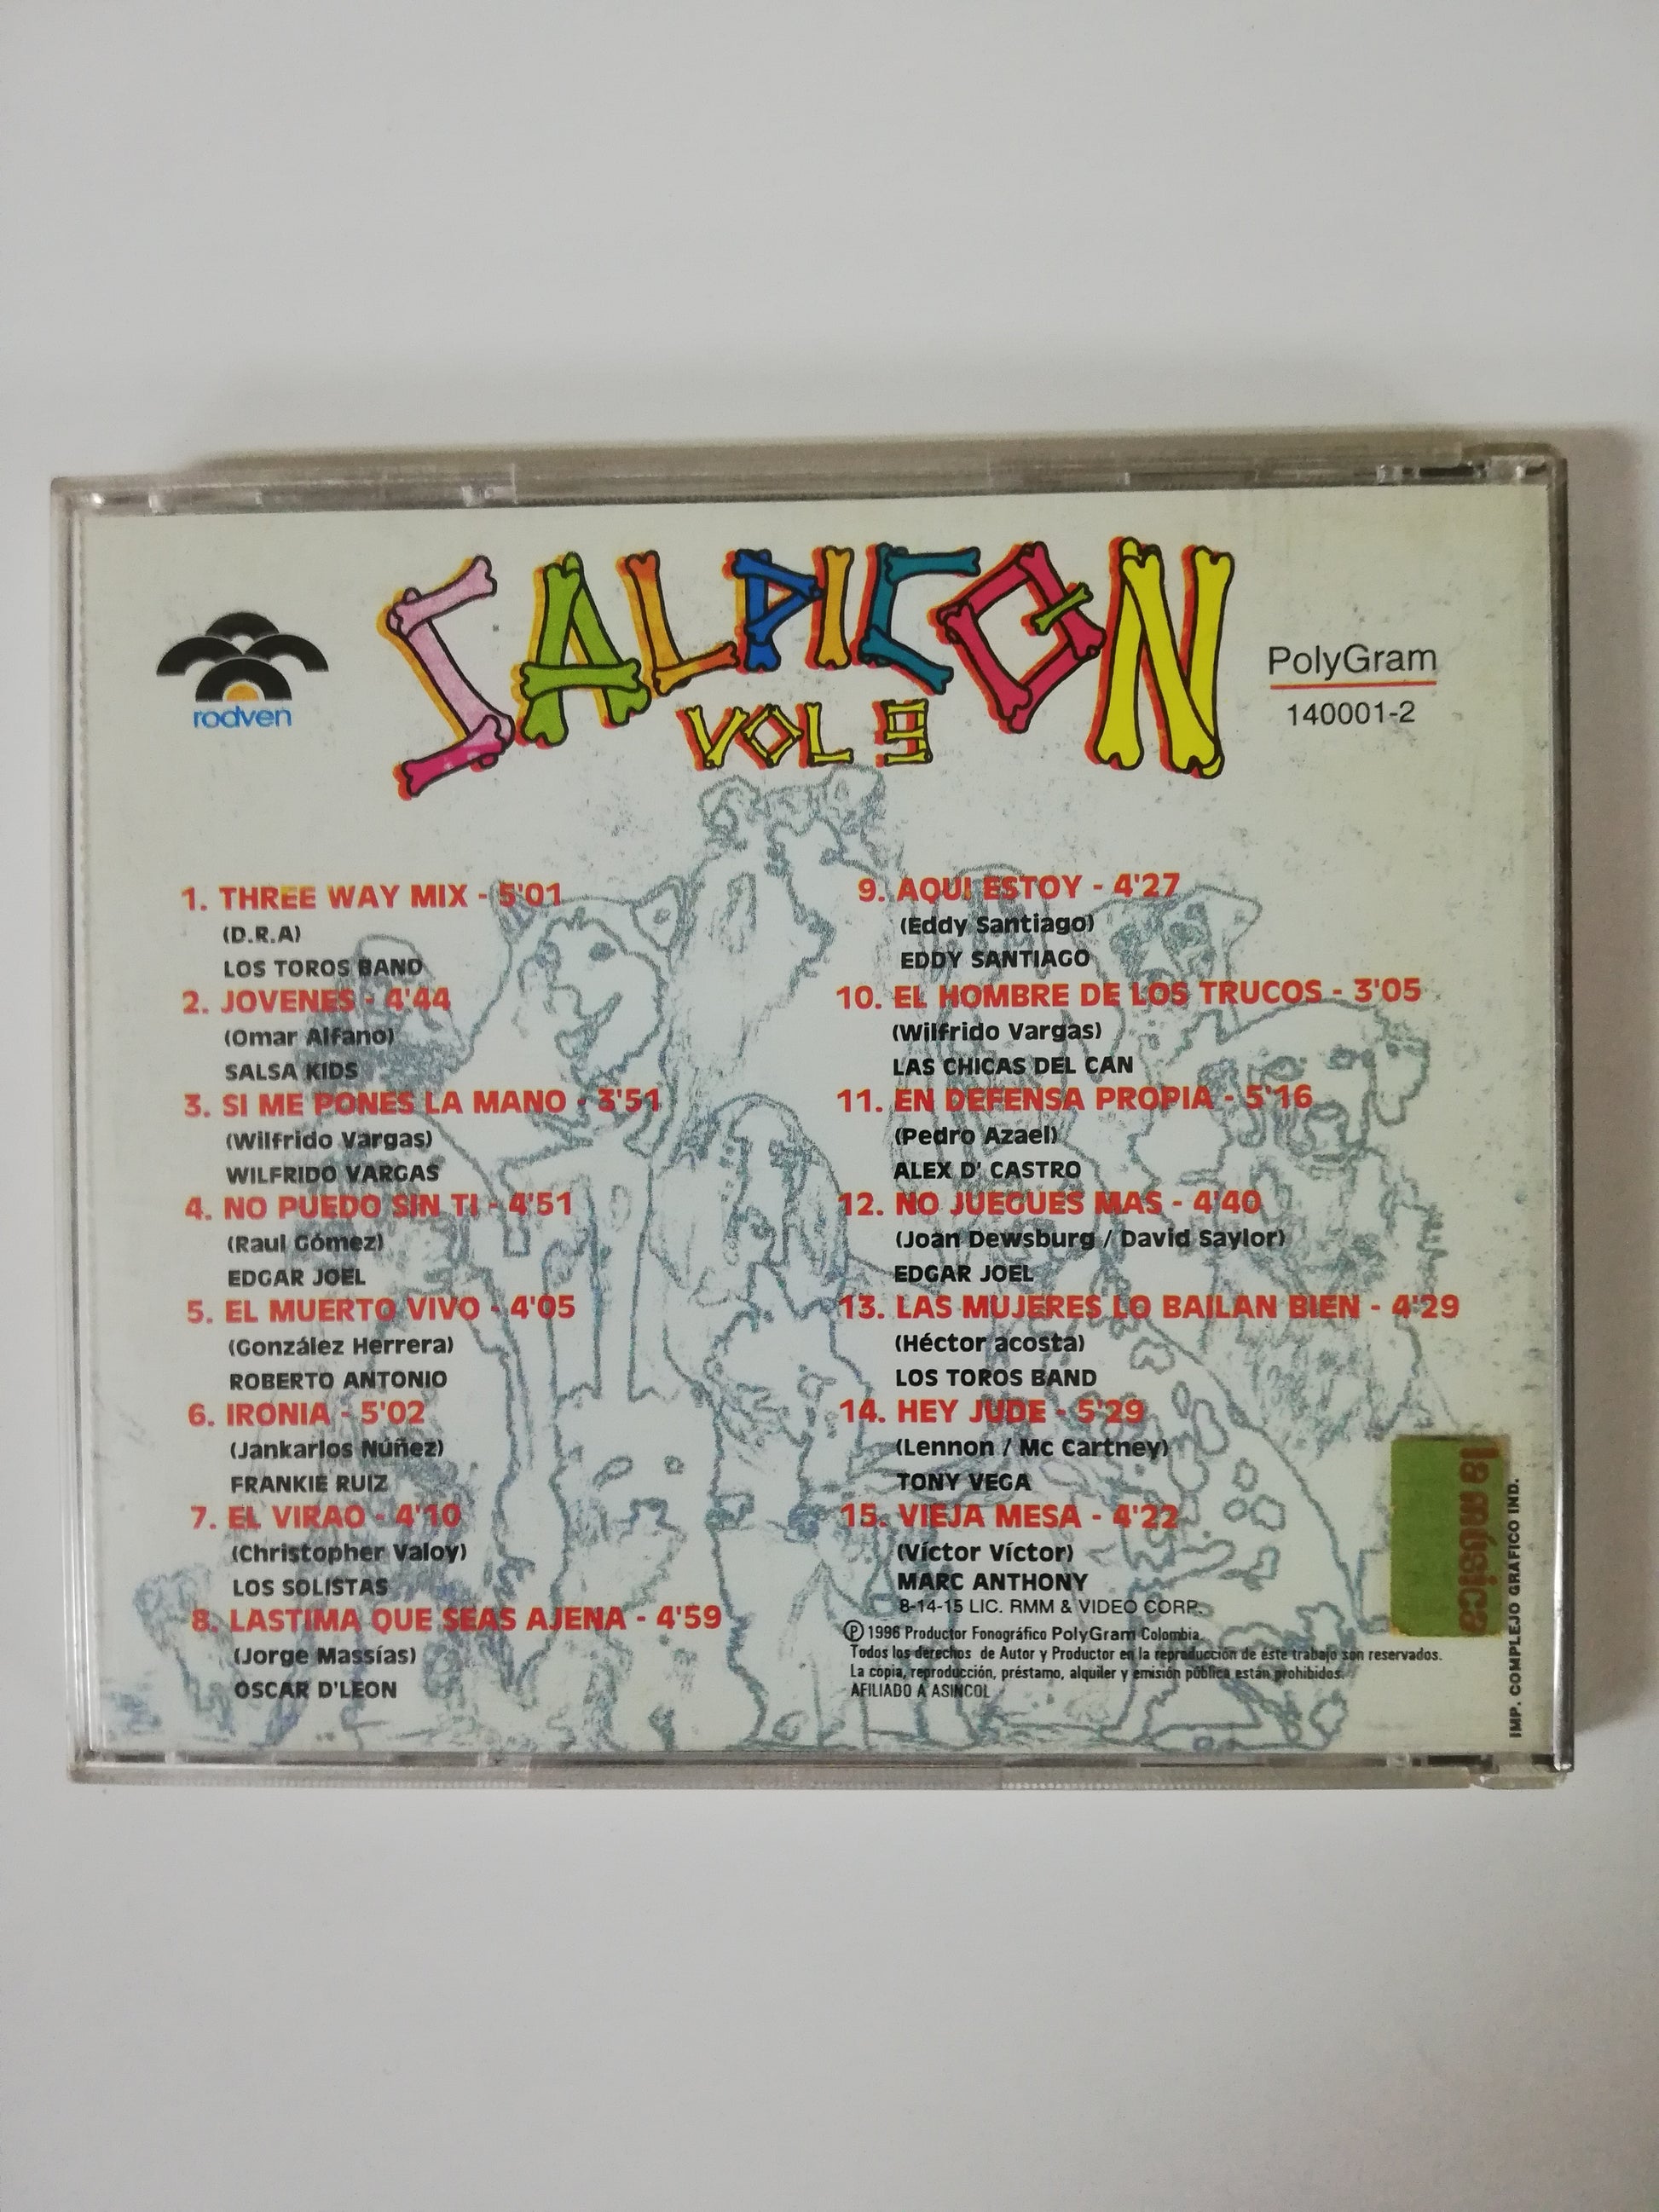 SALPICON
VOL 9
rodven
PolyGram
140001-2
1. THREE WAY MIX - 5'01
(D.R.A)
LOS TOROS BAND
2. JOVENES - 4'44
(Omar Alfano)
SALSA KIDS
3. SI ME PONES LA MANO - 3'51
(Wilfrido Vargas)
WILFRIDO VARGAS
4. NO PUEDO SIN TI - 4'51
(Raul Gómez)
EDGAR JOEL
5. EL MUERTO VIVO - 4'05
(González Herrera)
ROBERTO ANTONIO
6. IRONIA - 5'02
(Jankarlos Núñez)
FRANKIE RUIZ
7. EL VIRAO - 4'10
(Christopher Valoy)
LOS SOLISTAS
8. LASTIMA QUE SEAS AJENA - 4'59
(Jorge Massías)
OSCAR D'LEON
9. AQUI ESTOY - 4'27
(Eddy Santiago)
EDDY SANTIAGO
10. EL HOMBRE DE LOS TRUCOS - 3'05
(Wilfrido Vargas)
LAS CHICAS DEL CAN
11. EN DEFENSA PROPIA - 5'16
(Pedro Azael)
ALEX D' CASTRO
12. NO JUEGUES MAS - 4'40
(Joan Dewsburg / David Saylor)
EDGAR JOEL
13. LAS MUJERES LO BAILAN BIEN - 4'29
(Héctor acosta)
LOS TOROS BAND
14. HEY JUDE - 5'29
(Lennon / Mc Cartney)
TONY VEGA
15. VIEJA MESA - 4'22
(Víctor Víctor)
MARC ANTHONY
8-14-15 LIC. RMM & VIDEO CORP.
Ⓟ 1996 Productor Fonográfico PolyGram Colombia
Todos los derechos de Autor y Productor en la reproducción de éste trabajo son reservados.
La copia, reproducción, préstamo, alquiler y emisión pública están prohibidos.
AFILIADO A ASINCOL
la música
IMP. COMPLEJO GRAFICO IND.